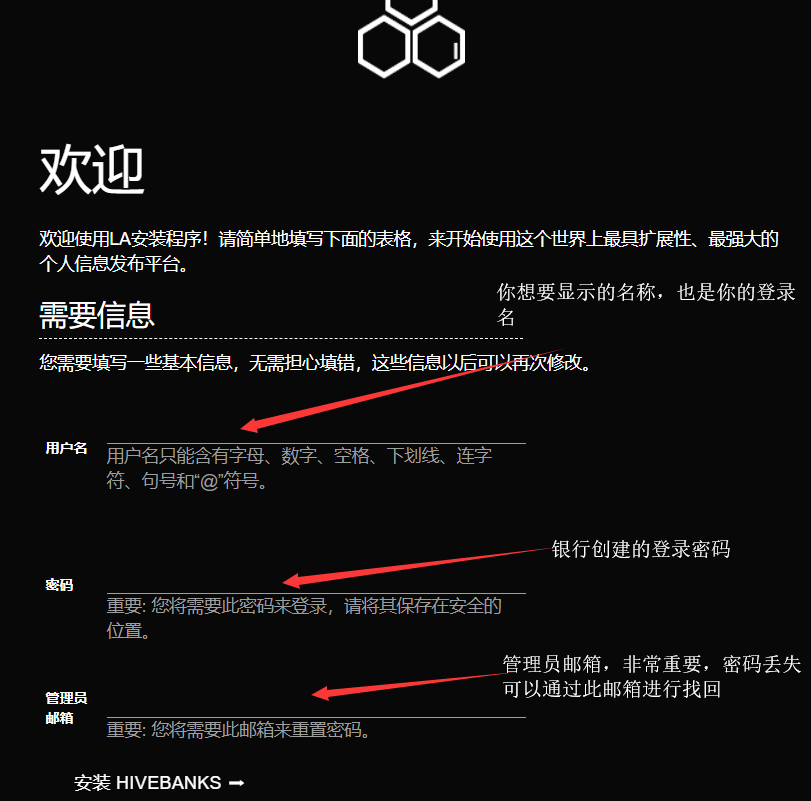 欢迎
欢迎使用LA安装程序！请简单地填写下面的表格，来开始使用这个世界上最具扩展性、最强大的
个人信息发布平台。
你想要显示的名称，也是你的登录
名
需要信息
您需要填写一些基本信息，无需担心填错，这些信息以后可以再次修改。
用户名
用户名只能含有字母、数字、空格、下划线、连字
符、句号和“@”符号。
银行创建的登录密码
密码
重要: 您将需要此密码来登录，请将其保存在安全的
位置。
管理员邮箱，非常重要，密码丢失
可以通过此邮箱进行找回
管理员
邮箱
重要: 您将需要此邮箱来重置密码。
安装 HIVEBANKS ➞